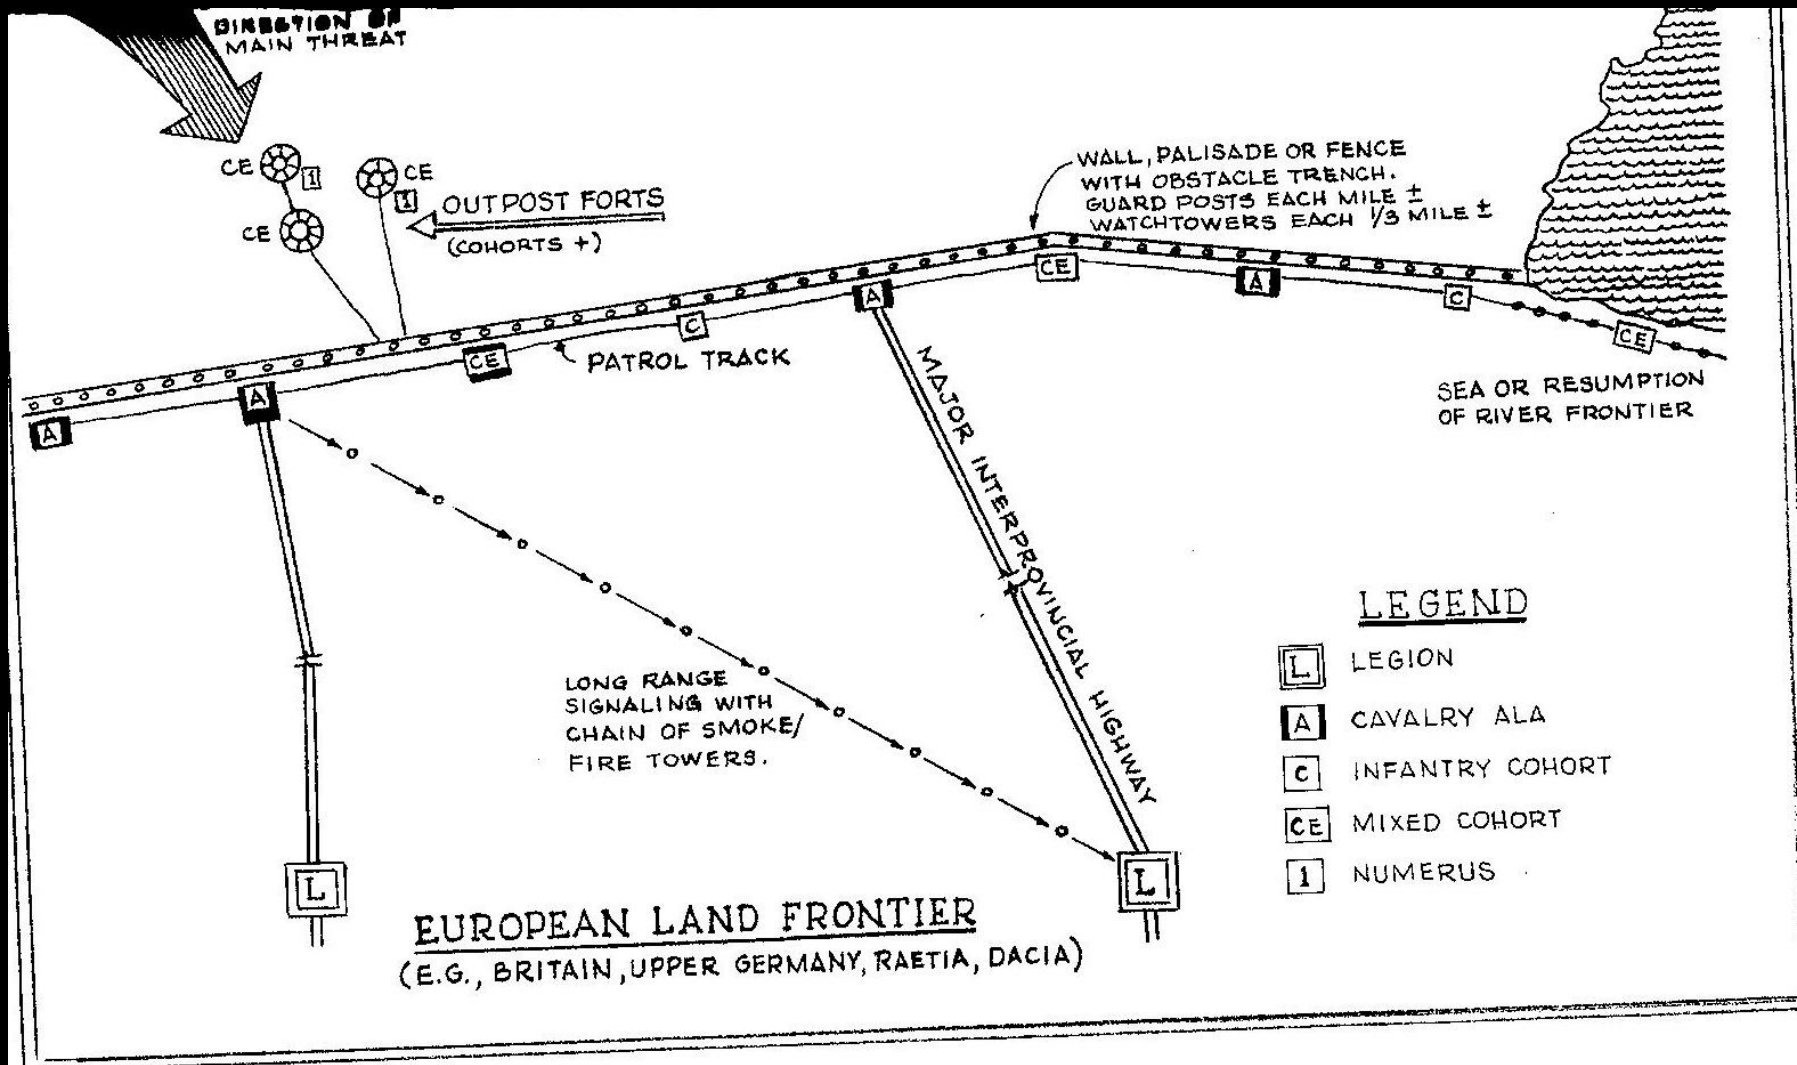 DIRECTION OF
MAIN THREAT
CE
1
CE
1
CE
OUTPOST FORTS
(COHORTS +)
WALL, PALISADE OR FENCE
WITH OBSTACLE TRENCH.
GUARD POSTS EACH MILE ±
WATCHTOWERS EACH 1/3 MILE ±
A
A
CE
C
A
CE
A
C
CE
PATROL TRACK
SEA OR RESUMPTION
OF RIVER FRONTIER
MAJOR INTERPROVINCIAL HIGHWAY
LONG RANGE
SIGNALING WITH
CHAIN OF SMOKE/
FIRE TOWERS.
LEGEND
L LEGION
A CAVALRY ALA
C INFANTRY COHORT
CE MIXED COHORT
1 NUMERUS
L
L
EUROPEAN LAND FRONTIER
(E.G., BRITAIN, UPPER GERMANY, RAETIA, DACIA)